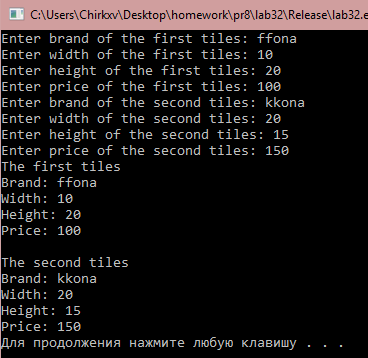 C:\Users\Chirkxv\Desktop\homework\pr8\lab32\Release\lab32.e
Enter brand of the first tiles: ffona
Enter width of the first tiles: 10
Enter height of the first tiles: 20
Enter price of the first tiles: 100
Enter brand of the second tiles: kkona
Enter width of the second tiles: 20
Enter height of the second tiles: 15
Enter price of the second tiles: 150
The first tiles
Brand: ffona
Width: 10
Height: 20
Price: 100
The second tiles
Brand: kkona
Width: 20
Height: 15
Price: 150
Для продолжения нажмите любую клавишу . . .